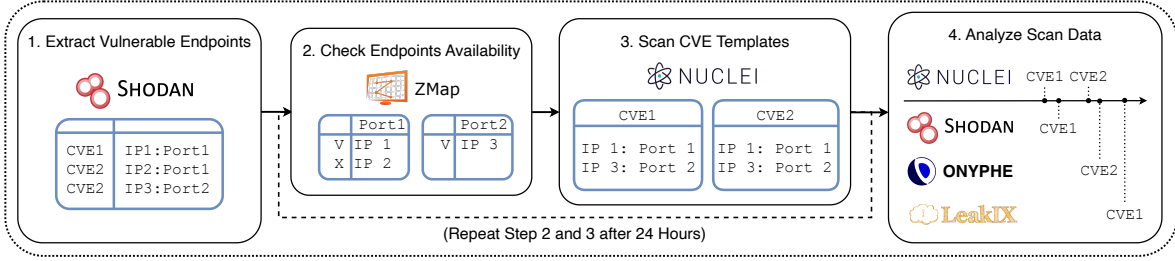 1. Extract Vulnerable Endpoints
SHODAN
CVE1 IP1:Port1
CVE2 IP2:Port1
CVE2 IP3:Port2
2. Check Endpoints Availability
ZMap
Port1
V IP 1
X IP 2
Port2
V IP 3
3. Scan CVE Templates
NUCLEI
CVE1
IP 1: Port 1
IP 3: Port 2
CVE2
IP 1: Port 1
IP 3: Port 2
4. Analyze Scan Data
NUCLEI
CVE1 CVE2
SHODAN
CVE1
ONYPHE
CVE2
LeakIX
CVE1
(Repeat Step 2 and 3 after 24 Hours)